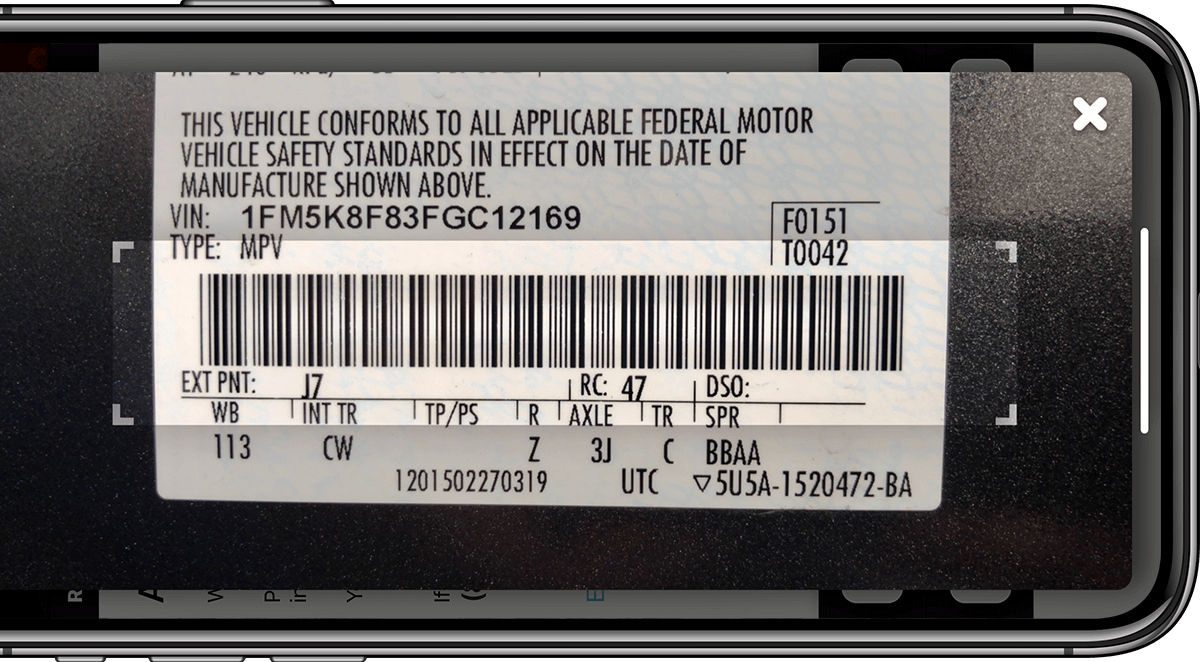 THIS VEHICLE CONFORMS TO ALL APPLICABLE FEDERAL MOTOR
VEHICLE SAFETY STANDARDS IN EFFECT ON THE DATE OF
MANUFACTURE SHOWN ABOVE.
VIN: 1FM5K8F83FGC12169 F0151
TYPE: MPV T0042
EXT PNT: J7 RC: 47 DSO:
WB INT TR TP/PS R AXLE TR SPR
113 CW Z 3J C BBAA
1201502270319 UTC ▽5U5A-1520472-BA